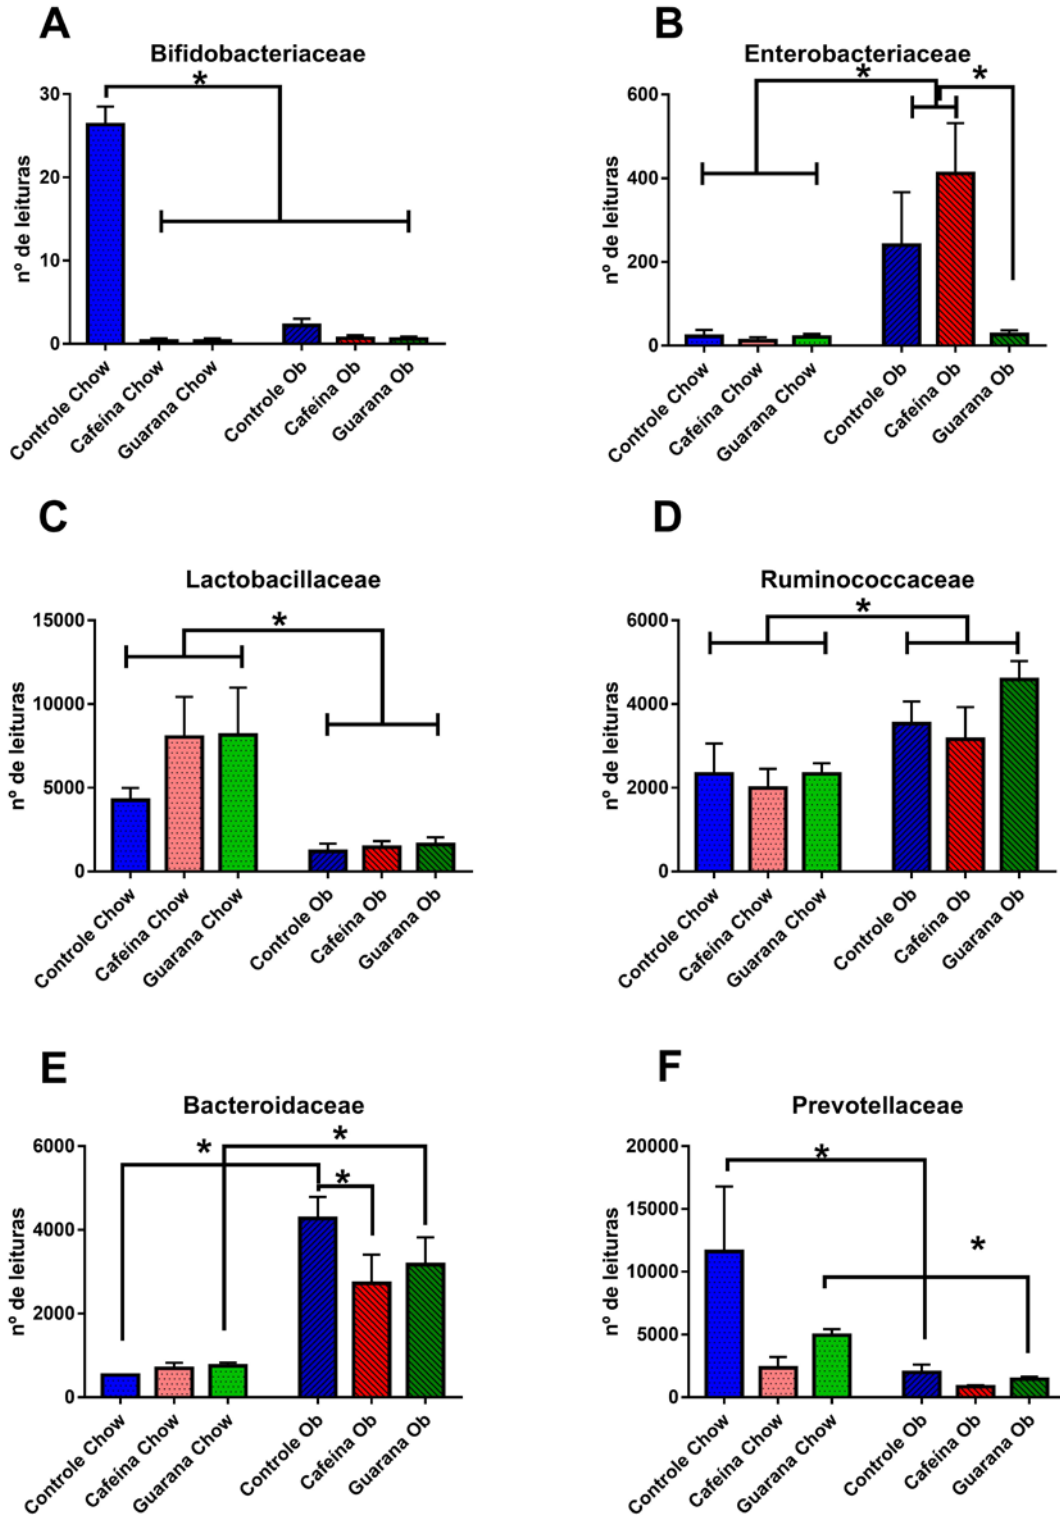 A
Bifidobacteriaceae
*
nº de leituras
30
20
10
0
Controle Chow
Cafeína Chow
Guarana Chow
Controle Ob
Cafeína Ob
Guarana Ob
B
Enterobacteriaceae
*
*
nº de leituras
600
400
200
0
Controle Chow
Cafeína Chow
Guarana Chow
Controle Ob
Cafeína Ob
Guarana Ob
C
Lactobacillaceae
*
nº de leituras
15000
10000
5000
0
Controle Chow
Cafeína Chow
Guarana Chow
Controle Ob
Cafeína Ob
Guarana Ob
D
Ruminococcaceae
*
nº de leituras
6000
4000
2000
0
Controle Chow
Cafeína Chow
Guarana Chow
Controle Ob
Cafeína Ob
Guarana Ob
E
Bacteroidaceae
*
*
*
nº de leituras
6000
4000
2000
0
Controle Chow
Cafeína Chow
Guarana Chow
Controle Ob
Cafeína Ob
Guarana Ob
F
Prevotellaceae
*
*
nº de leituras
20000
15000
10000
5000
0
Controle Chow
Cafeína Chow
Guarana Chow
Controle Ob
Cafeína Ob
Guarana Ob